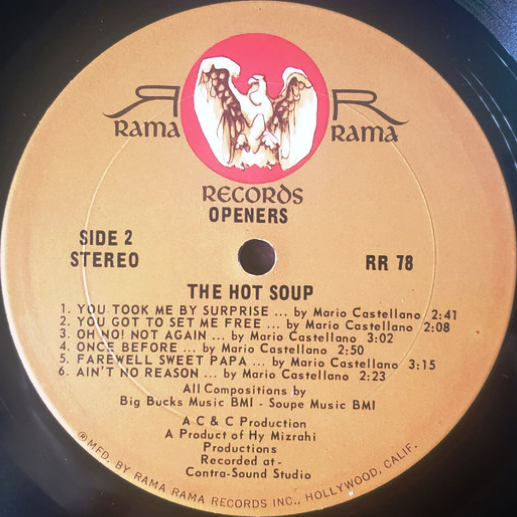 R R
RAMA RAMA
RECORDS
OPENERS
SIDE 2
STEREO
RR 78
THE HOT SOUP
1. YOU TOOK ME BY SURPRISE ... by Mario Castellano 2:41
2. YOU GOT TO SET ME FREE ... by Mario Castellano 2:08
3. OH NO! NOT AGAIN ... by Mario Castellano 3:02
4. ONCE BEFORE ... by Mario Castellano 2:50
5. FAREWELL SWEET PAPA ... by Mario Castellano 3:15
6. AIN'T NO REASON ... by Mario Castellano 2:23
All Compositions by
Big Bucks Music BMI - Soupe Music BMI
A C & C Production
A Product of Hy Mizrahi
Productions
Recorded at-
Contra-Sound Studio
®MFD. BY RAMA RAMA RECORDS INC., HOLLYWOOD, CALIF.